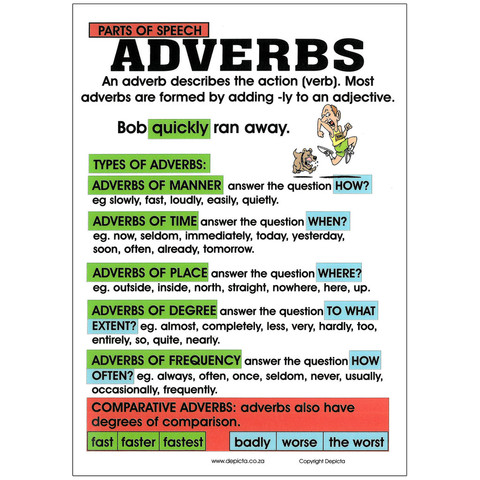 PARTS OF SPEECH
ADVERBS
An adverb describes the action (verb). Most
adverbs are formed by adding -ly to an adjective.
Bob quickly ran away.
TYPES OF ADVERBS:
ADVERBS OF MANNER answer the question HOW?
eg slowly, fast, loudly, easily, quietly.
ADVERBS OF TIME answer the question WHEN?
eg. now, seldom, immediately, today, yesterday,
soon, often, already, tomorrow.
ADVERBS OF PLACE answer the question WHERE?
eg. outside, inside, north, straight, nowhere, here, up.
ADVERBS OF DEGREE answer the question TO WHAT
EXTENT? eg. almost, completely, less, very, hardly, too,
entirely, so, quite, nearly.
ADVERBS OF FREQUENCY answer the question HOW
OFTEN? eg. always, often, once, seldom, never, usually,
occasionally, frequently.
COMPARATIVE ADVERBS: adverbs also have
degrees of comparison.
fast faster fastest badly worse the worst
www.depicta.co.za Copyright Depicta